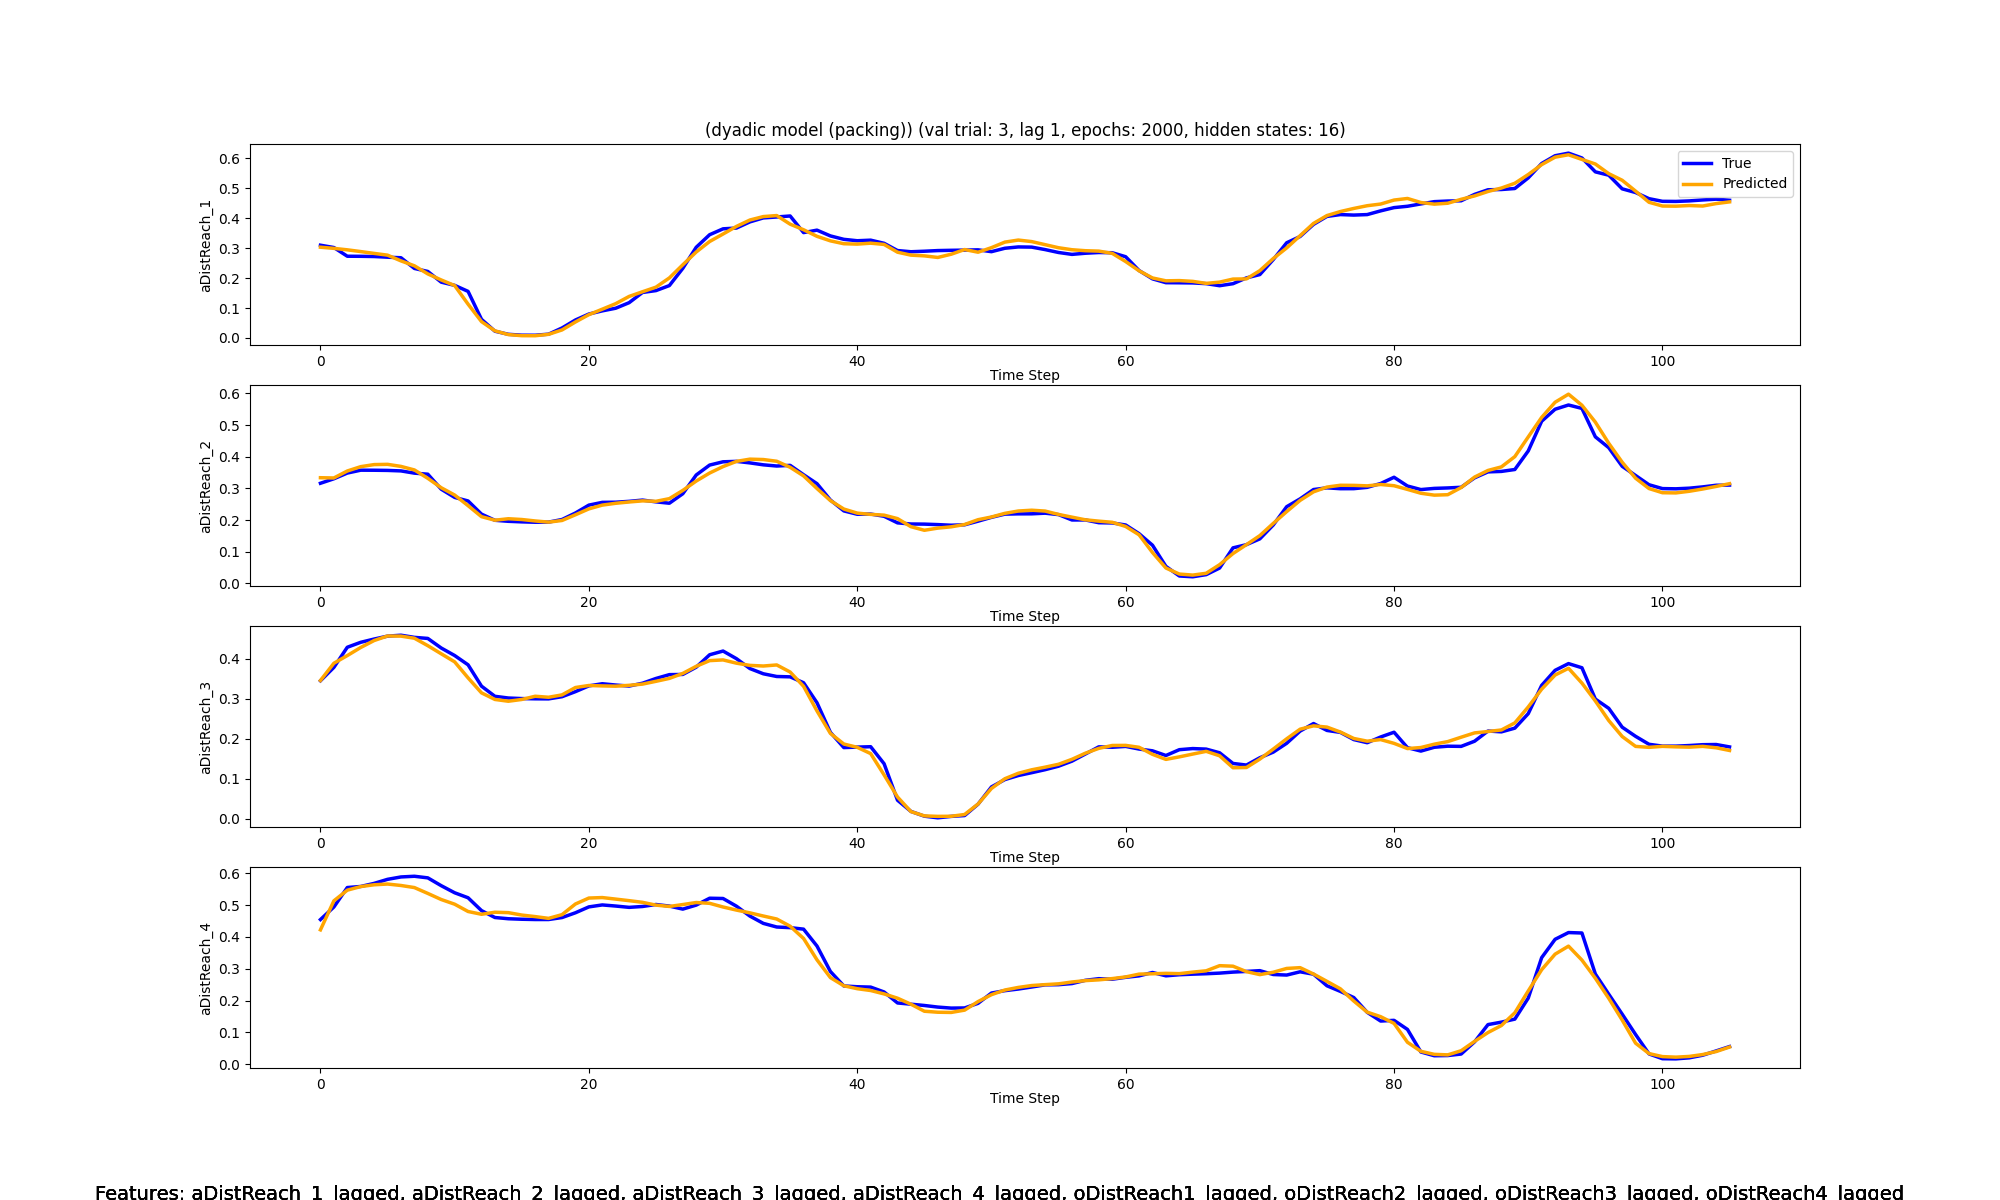 (dyadic model (packing)) (val trial: 3, lag 1, epochs: 2000, hidden states: 16)
True
Predicted
aDistReach_1
0.6
0.5
0.4
0.3
0.2
0.1
0.0
0 20 40 60 80 100
Time Step
aDistReach_2
0.6
0.5
0.4
0.3
0.2
0.1
0.0
0 20 40 60 80 100
Time Step
aDistReach_3
0.4
0.3
0.2
0.1
0.0
0 20 40 60 80 100
Time Step
aDistReach_4
0.6
0.5
0.4
0.3
0.2
0.1
0.0
0 20 40 60 80 100
Time Step
Features: aDistReach_1_lagged, aDistReach_2_lagged, aDistReach_3_lagged, aDistReach_4_lagged, oDistReach1_lagged, oDistReach2_lagged, oDistReach3_lagged, oDistReach4_lagged